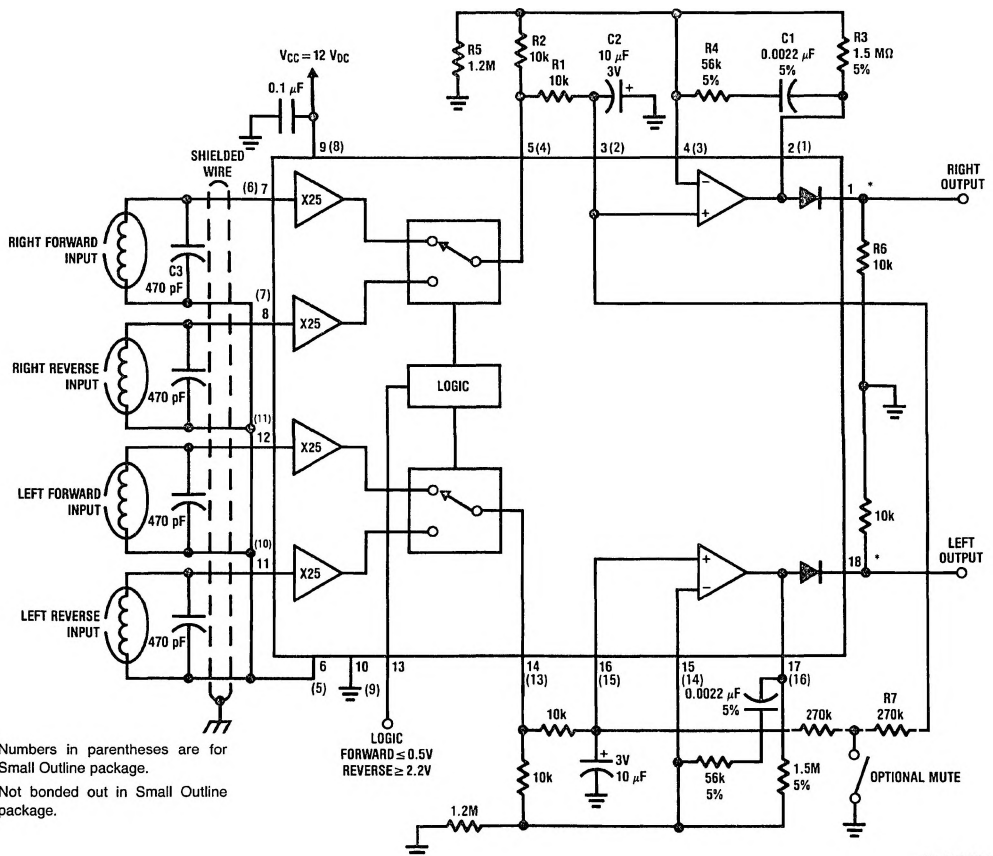 R5
1.2M
R2
10k
R1
10k
C2
10 µF
3V
R4
56k
5%
C1
0.0022 µF
5%
R3
1.5 MΩ
5%
VCC = 12 VDC
0.1 µF
SHIELDED
WIRE
9 (8)
5 (4)
3 (2)
4 (3)
2 (1)
(6) 7
X25
1
*
RIGHT
OUTPUT
RIGHT FORWARD
INPUT
C3
470 pF
R6
10k
(7)
8
X25
RIGHT REVERSE
INPUT
470 pF
LOGIC
(11)
12
X25
LEFT FORWARD
INPUT
470 pF
10k
(10)
11
X25
18
*
LEFT
OUTPUT
LEFT REVERSE
INPUT
470 pF
6
(5)
10
(9)
13
14
(13)
16
(15)
15
(14)
17
(16)
0.0022 µF
5%
10k
270k
R7
270k
LOGIC
FORWARD ≤ 0.5V
REVERSE ≥ 2.2V
10k
3V
10 µF
56k
5%
1.5M
5%
OPTIONAL MUTE
1.2M
Numbers in parentheses are for
Small Outline package.
Not bonded out in Small Outline
package.